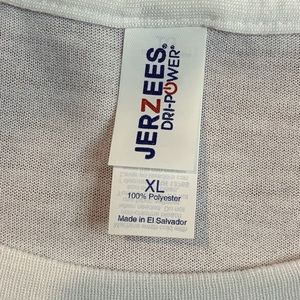 JERZEES®
DRI-POWER®
XL
100% Polyester
Made in El Salvador